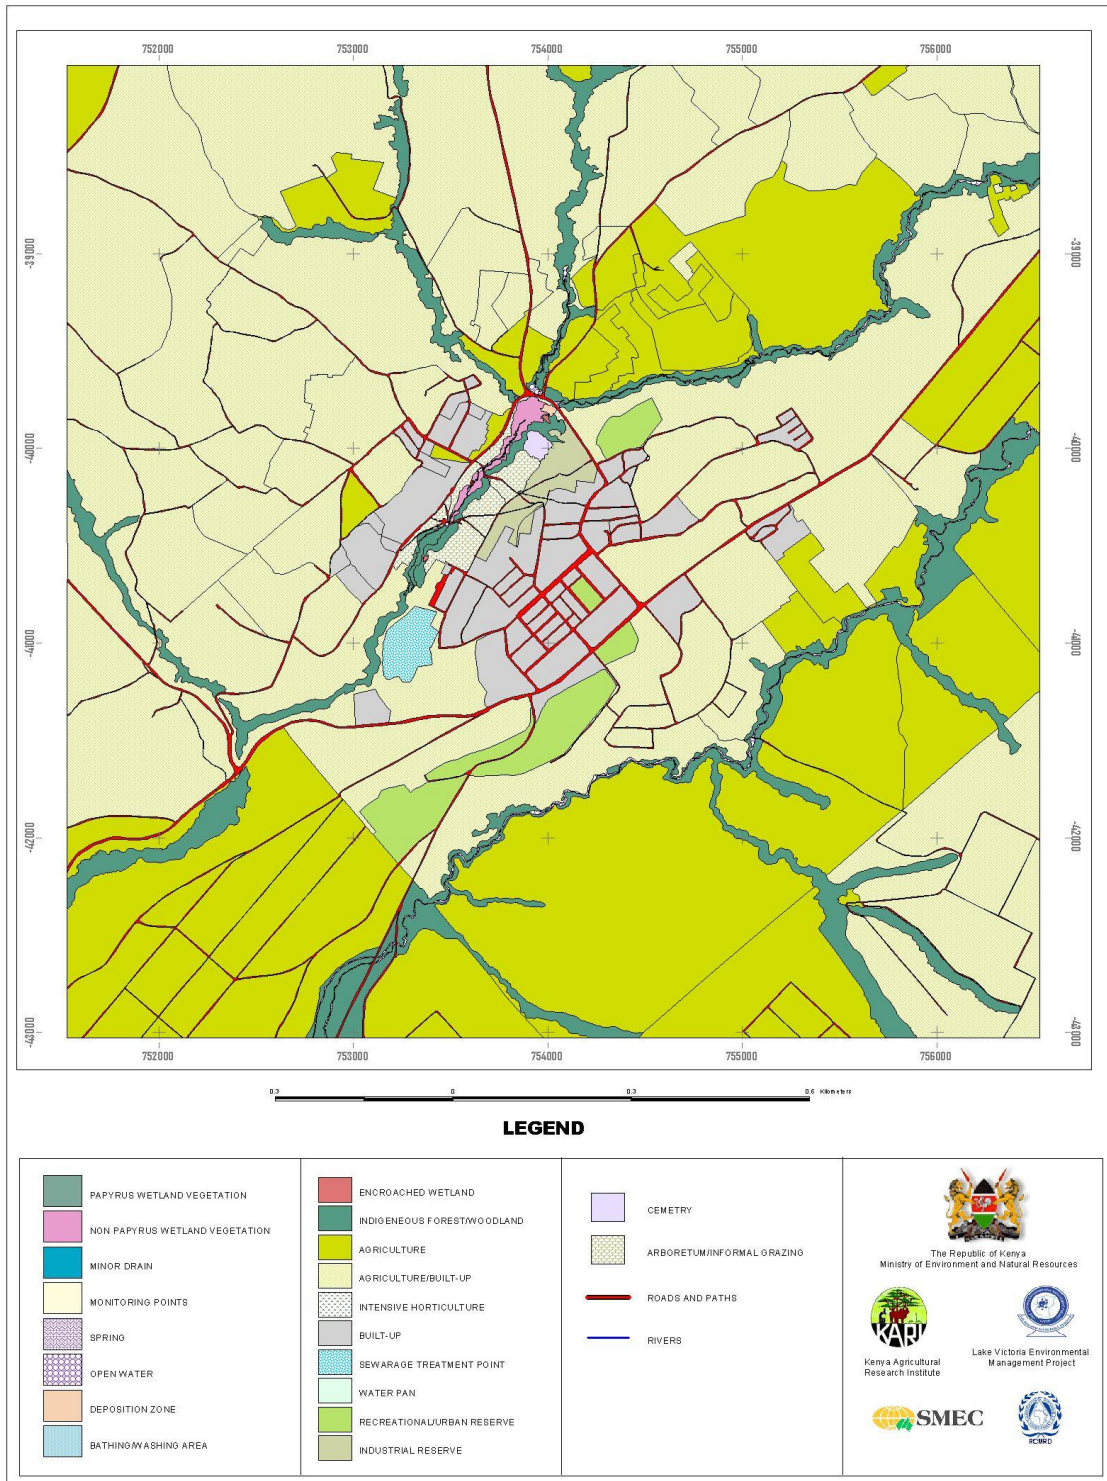 752000 753000 754000 755000 756000
-39000 -39000
-40000 -40000
-41000 -41000
-42000 -42000
-43000 -43000
752000 753000 754000 755000 756000
0.3 0 0.3 0.6 Kilometers
LEGEND
PAPYRUS WETLAND VEGETATION
NON PAPYRUS WETLAND VEGETATION
MINOR DRAIN
MONITORING POINTS
SPRING
OPEN WATER
DEPOSITION ZONE
BATHING/WASHING AREA
ENCROACHED WETLAND
INDIGENEOUS FOREST/WOODLAND
AGRICULTURE
AGRICULTURE/BUILT-UP
INTENSIVE HORTICULTURE
BUILT-UP
SEWARAGE TREATMENT POINT
WATER PAN
RECREATIONAL/URBAN RESERVE
INDUSTRIAL RESERVE
CEMETRY
ARBORETUM/INFORMAL GRAZING
ROADS AND PATHS
RIVERS
The Republic of Kenya
Ministry of Environment and Natural Resources
KARI
Kenya Agricultural
Research Institute
Lake Victoria Environmental
Management Project
SMEC
RCMRD